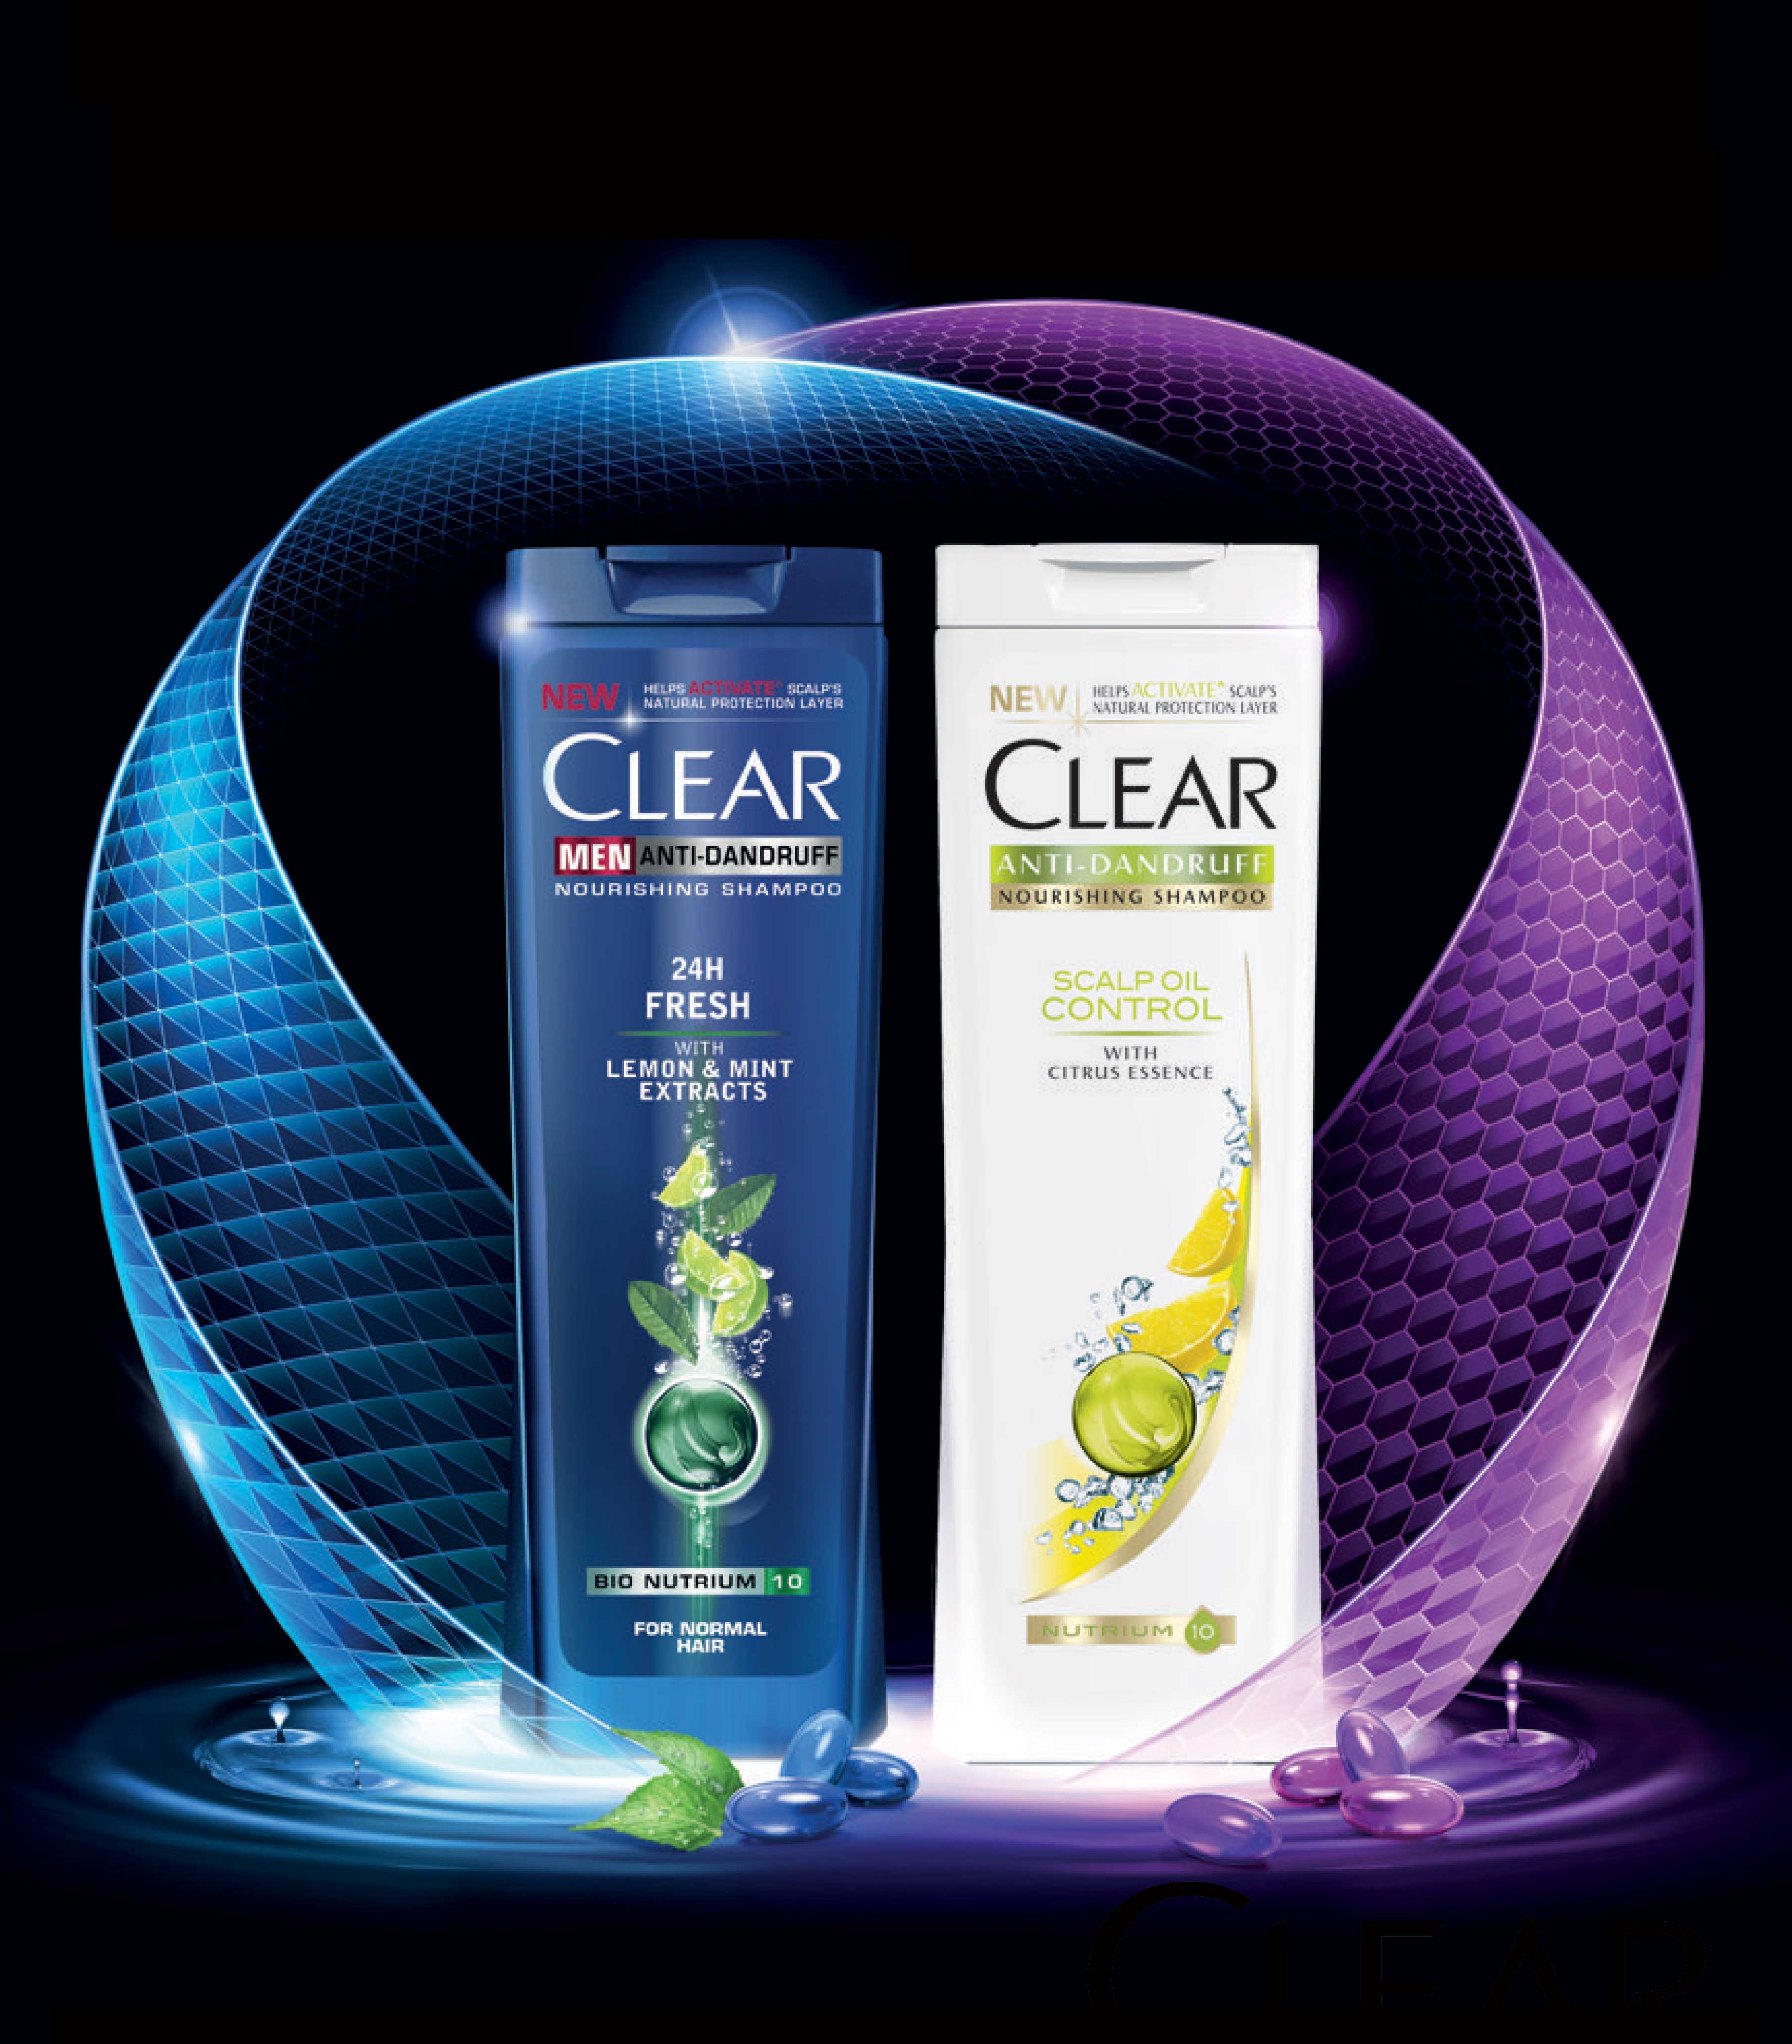 NEW
HELPS ACTIVATE^ SCALP'S
NATURAL PROTECTION LAYER
CLEAR
MEN ANTI-DANDRUFF
NOURISHING SHAMPOO
24H
FRESH
WITH
LEMON & MINT
EXTRACTS
BIO NUTRIUM 10
FOR NORMAL
HAIR
NEW
HELPS ACTIVATE^ SCALP'S
NATURAL PROTECTION LAYER
CLEAR
ANTI-DANDRUFF
NOURISHING SHAMPOO
SCALP OIL
CONTROL
WITH
CITRUS ESSENCE
NUTRIUM 10
CLEAR